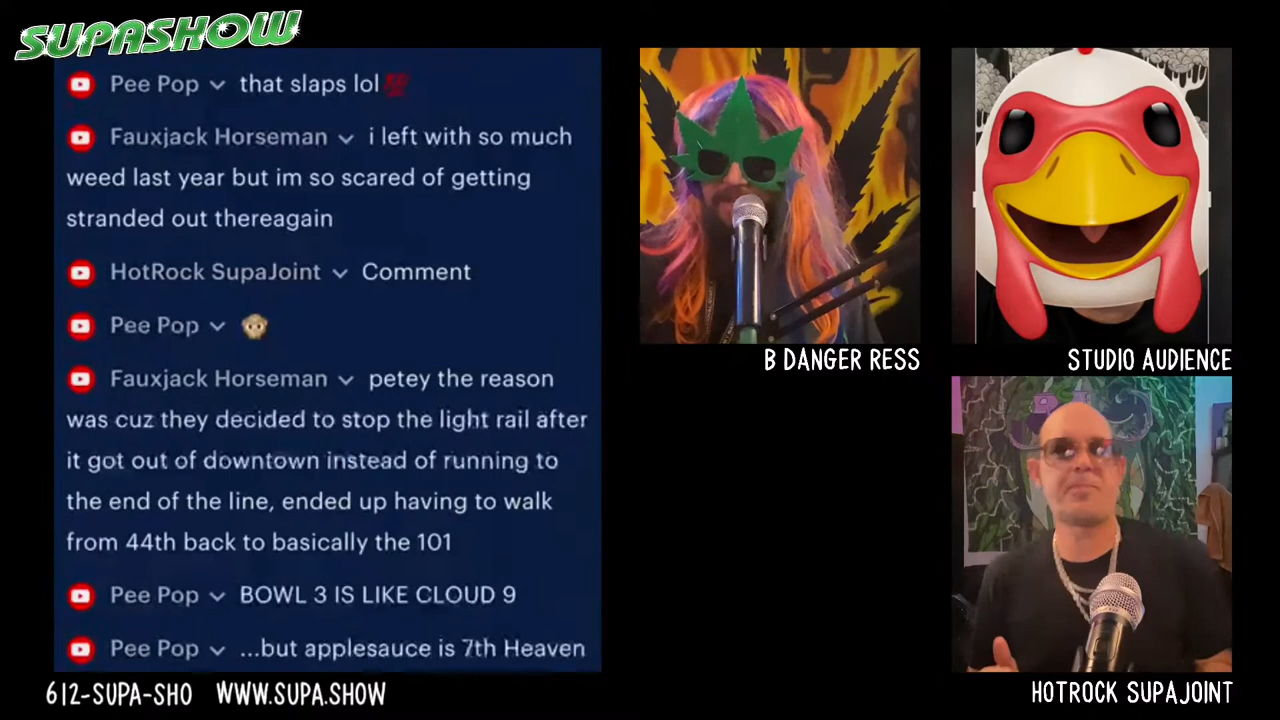 SUPASHOW
Pee Pop that slaps lol 💯
Fauxjack Horseman i left with so much
weed last year but im so scared of getting
stranded out thereagain
HotRock SupaJoint Comment
Pee Pop 🐵
Fauxjack Horseman petey the reason
was cuz they decided to stop the light rail after
it got out of downtown instead of running to
the end of the line, ended up having to walk
from 44th back to basically the 101
Pee Pop BOWL 3 IS LIKE CLOUD 9
Pee Pop ...but applesauce is 7th Heaven
B DANGER RESS
STUDIO AUDIENCE
HOTROCK SUPAJOINT
612-SUPA-SHO WWW.SUPA.SHOW